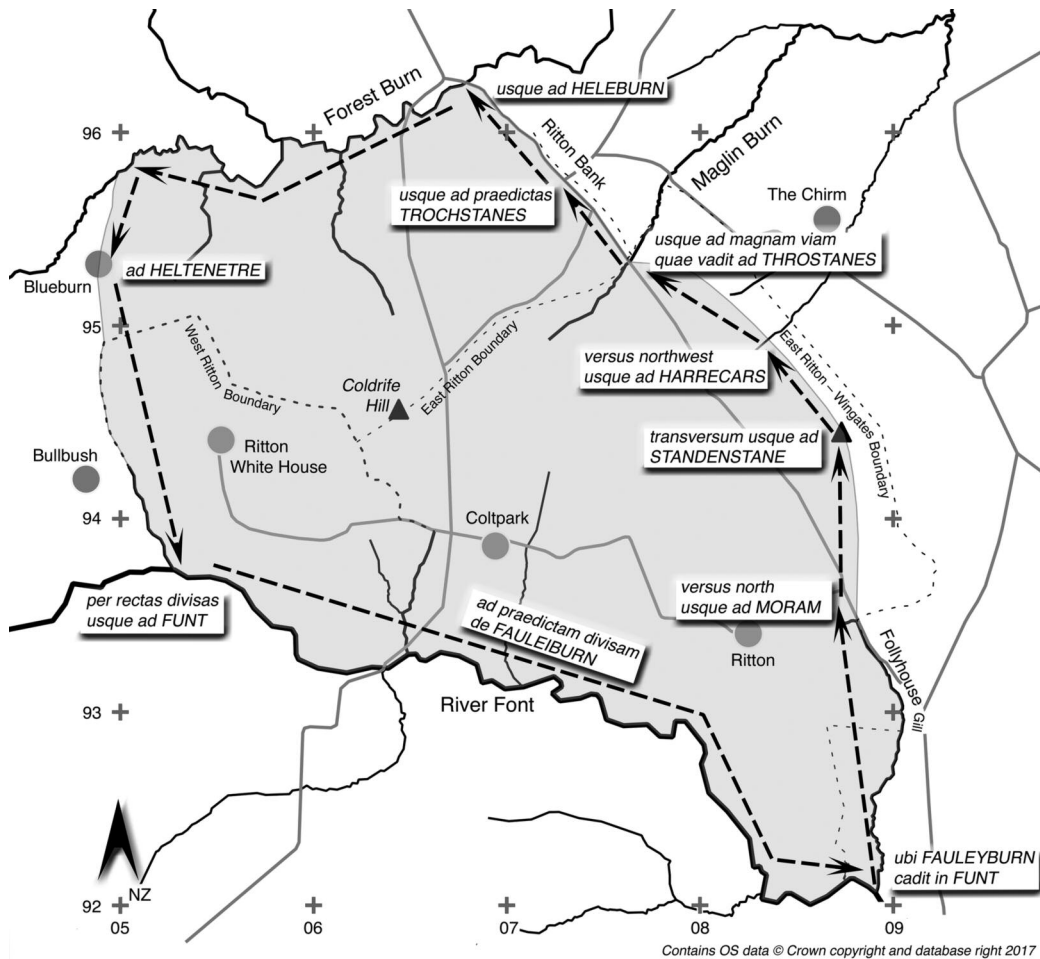 usque ad HELEBURN
Forest Burn
96
Ritton Bank
Maglin Burn
usque ad praedictas
TROCHSTANES
The Chirm
usque ad magnam viam
quae vadit ad THROSTANES
ad HELTENETRE
Blueburn
95
West Ritton
Boundary
East Ritton Boundary
Coldrife
Hill
versus northwest
usque ad HARRECARS
East Ritton – Wingates Boundary
transversum usque ad
STANDENSTANE
Ritton
White House
Bullbush
94
Coltpark
per rectas divisas
usque ad FUNT
ad praedictam divisam
de FAULEIBURN
versus north
usque ad MORAM
Ritton
Follyhouse Gill
River Font
93
ubi FAULEYBURN
cadit in FUNT
NZ
92
05
06
07
08
09
Contains OS data © Crown copyright and database right 2017